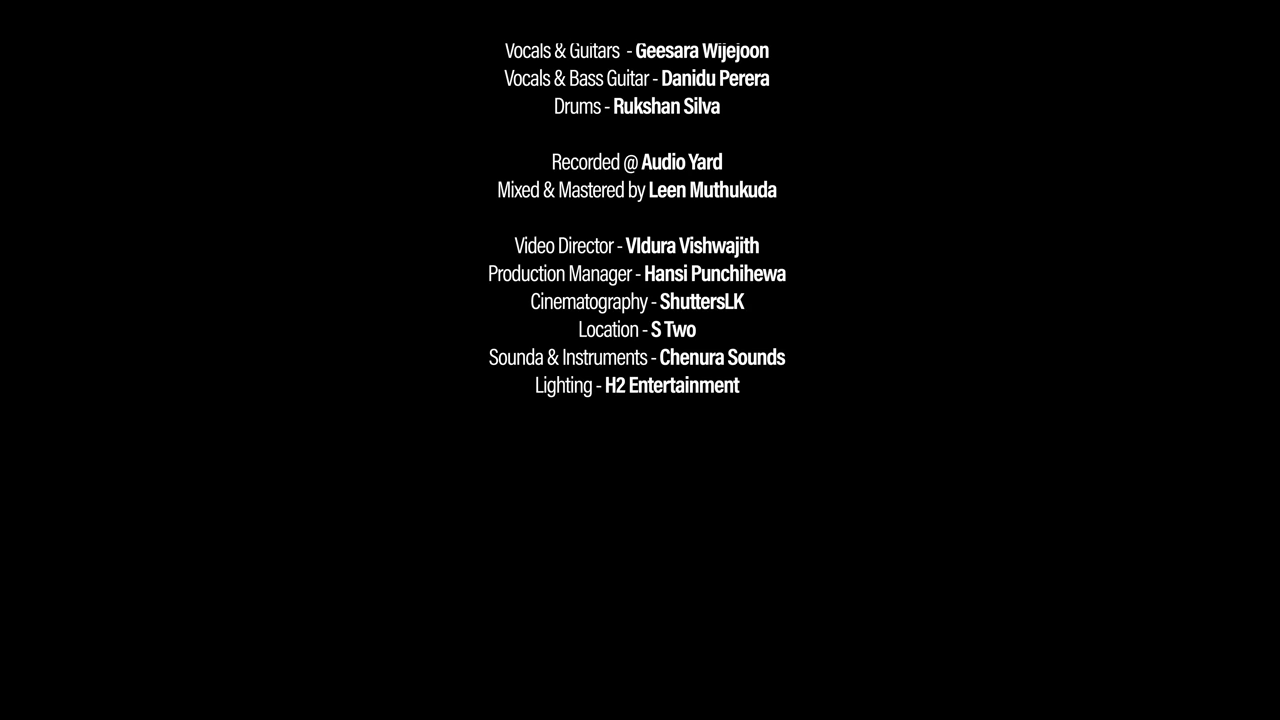 Vocals & Guitars - Geesara Wijejoon
Vocals & Bass Guitar - Danidu Perera
Drums - Rukshan Silva
Recorded @ Audio Yard
Mixed & Mastered by Leen Muthukuda
Video Director - VIdura Vishwajith
Production Manager - Hansi Punchihewa
Cinematography - ShuttersLK
Location - S Two
Sounda & Instruments - Chenura Sounds
Lighting - H2 Entertainment